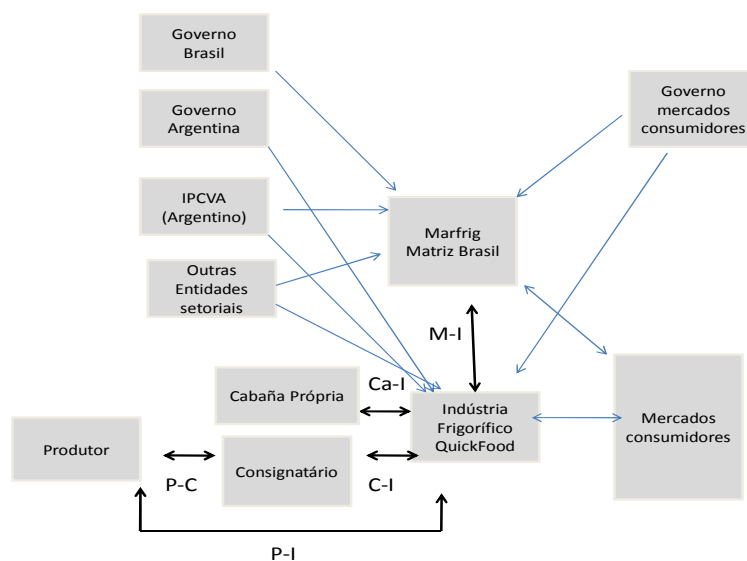 Governo
Brasil
Governo
Argentina
Governo
mercados
consumidores
IPCVA
(Argentino)
Marfrig
Matriz Brasil
Outras
Entidades
setoriais
M-I
Ca-I
Cabaña Própria
Indústria
Frigorífico
QuickFood
Mercados
consumidores
Produtor
Consignatário
P-C
C-I
P-I